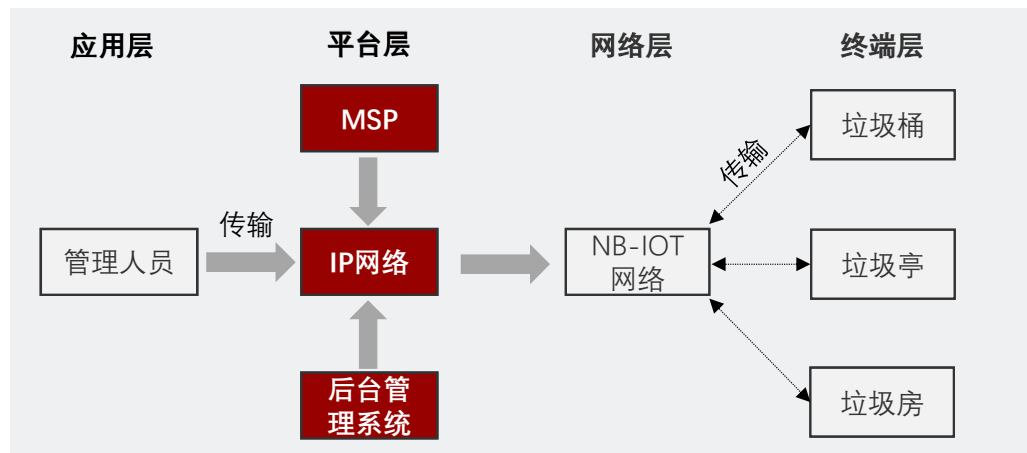 应用层
平台层
网络层
终端层
MSP
垃圾桶
传输
传输
管理人员
IP网络
NB-IOT
网络
垃圾亭
后台管
理系统
垃圾房